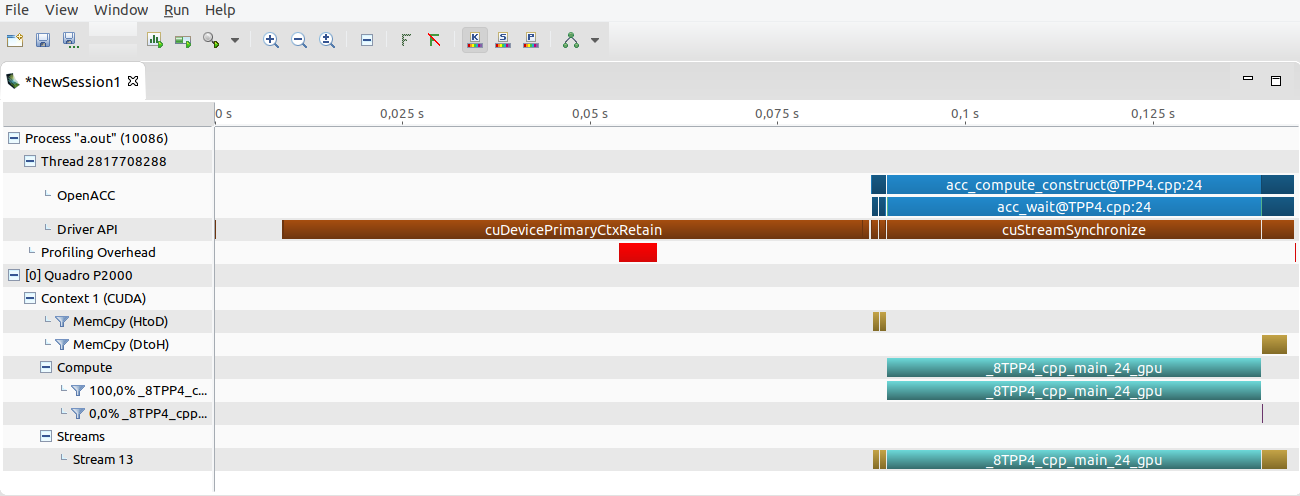 File View Window Run Help
K S P
*NewSession1
0 s 0,025 s 0,05 s 0,075 s 0,1 s 0,125 s
Process "a.out" (10086)
Thread 2817708288
acc_compute_construct@TPP4.cpp:24
OpenACC
acc_wait@TPP4.cpp:24
Driver API cuDevicePrimaryCtxRetain cuStreamSynchronize
Profiling Overhead
[0] Quadro P2000
Context 1 (CUDA)
MemCpy (HtoD)
MemCpy (DtoH)
Compute _8TPP4_cpp_main_24_gpu
100,0% _8TPP4_c... _8TPP4_cpp_main_24_gpu
0,0% _8TPP4_cpp...
Streams
Stream 13 _8TPP4_cpp_main_24_gpu